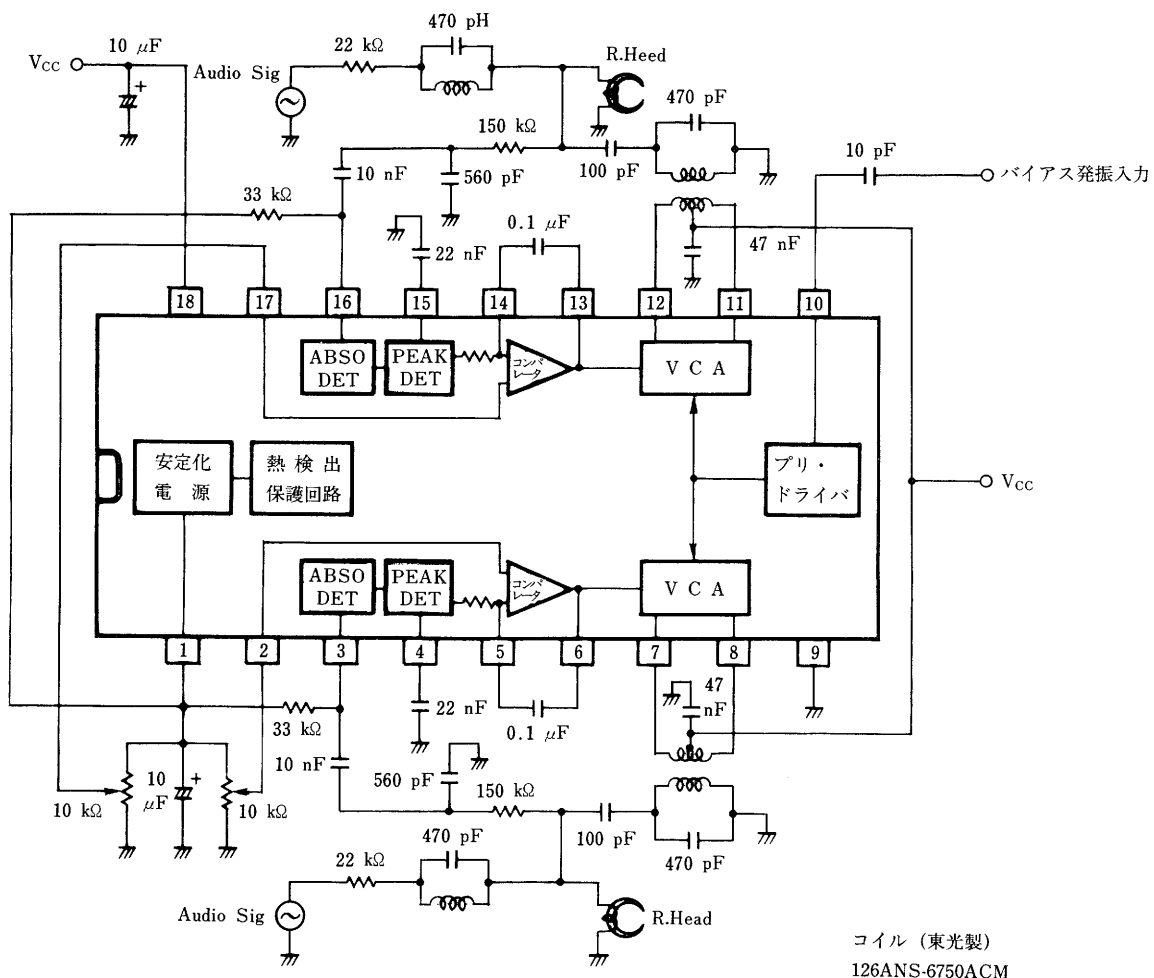 10 μF
VCC
Audio Sig
22 kΩ
470 pH
R.Heed
470 pF
150 kΩ
10 nF
560 pF
100 pF
10 pF
バイアス発振入力
33 kΩ
22 nF
0.1 μF
47 nF
18
17
16
15
14
13
12
11
10
ABSO
DET
PEAK
DET
コンパ
レータ
V C A
安定化
電 源
熱 検 出
保護回路
プリ・
ドライバ
VCC
ABSO
DET
PEAK
DET
コンパ
レータ
V C A
1
2
3
4
5
6
7
8
9
33 kΩ
22 nF
0.1 μF
47
nF
10 nF
560 pF
150 kΩ
10 kΩ
10
μF
10 kΩ
100 pF
470 pF
470 pF
22 kΩ
Audio Sig
R.Head
コイル (東光製)
126ANS-6750ACM